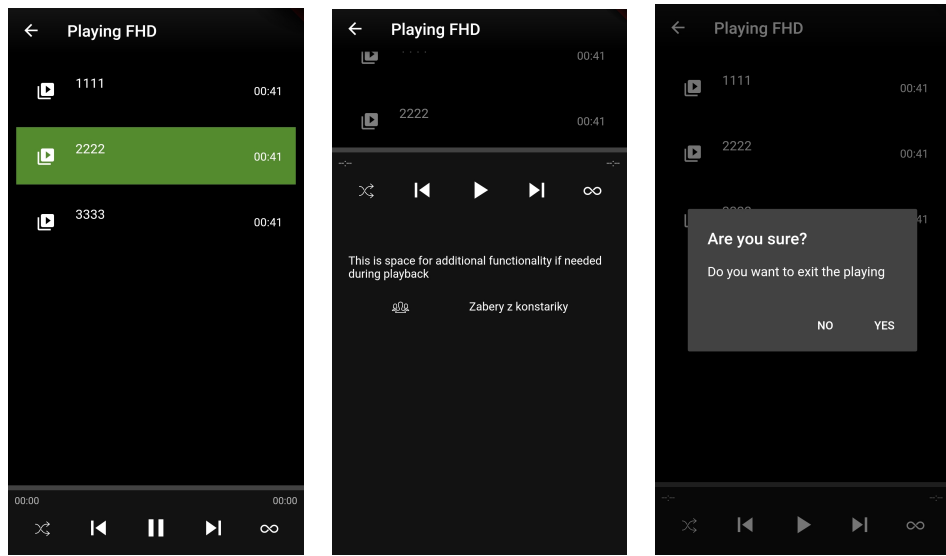 Playing FHD
1111
00:41
2222
00:41
3333
00:41
00:00 00:00
Playing FHD
00:41
2222
00:41
--:-- --:--
This is space for additional functionality if needed
during playback
Zabery z konstariky
Playing FHD
1111
00:41
2222
00:41
41
Are you sure?
Do you want to exit the playing
NO YES
--:-- --:--